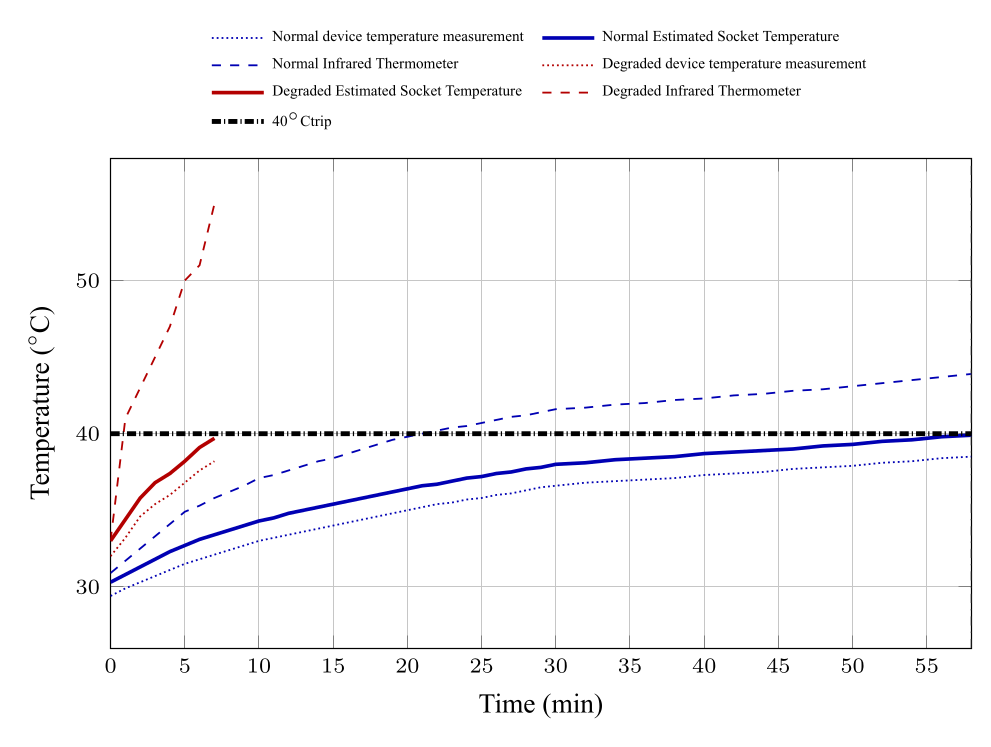 Normal device temperature measurement
Normal Estimated Socket Temperature
Normal Infrared Thermometer
Degraded device temperature measurement
Degraded Estimated Socket Temperature
Degraded Infrared Thermometer
40° Ctrip
50
40
30
Temperature (°C)
0 5 10 15 20 25 30 35 40 45 50 55
Time (min)